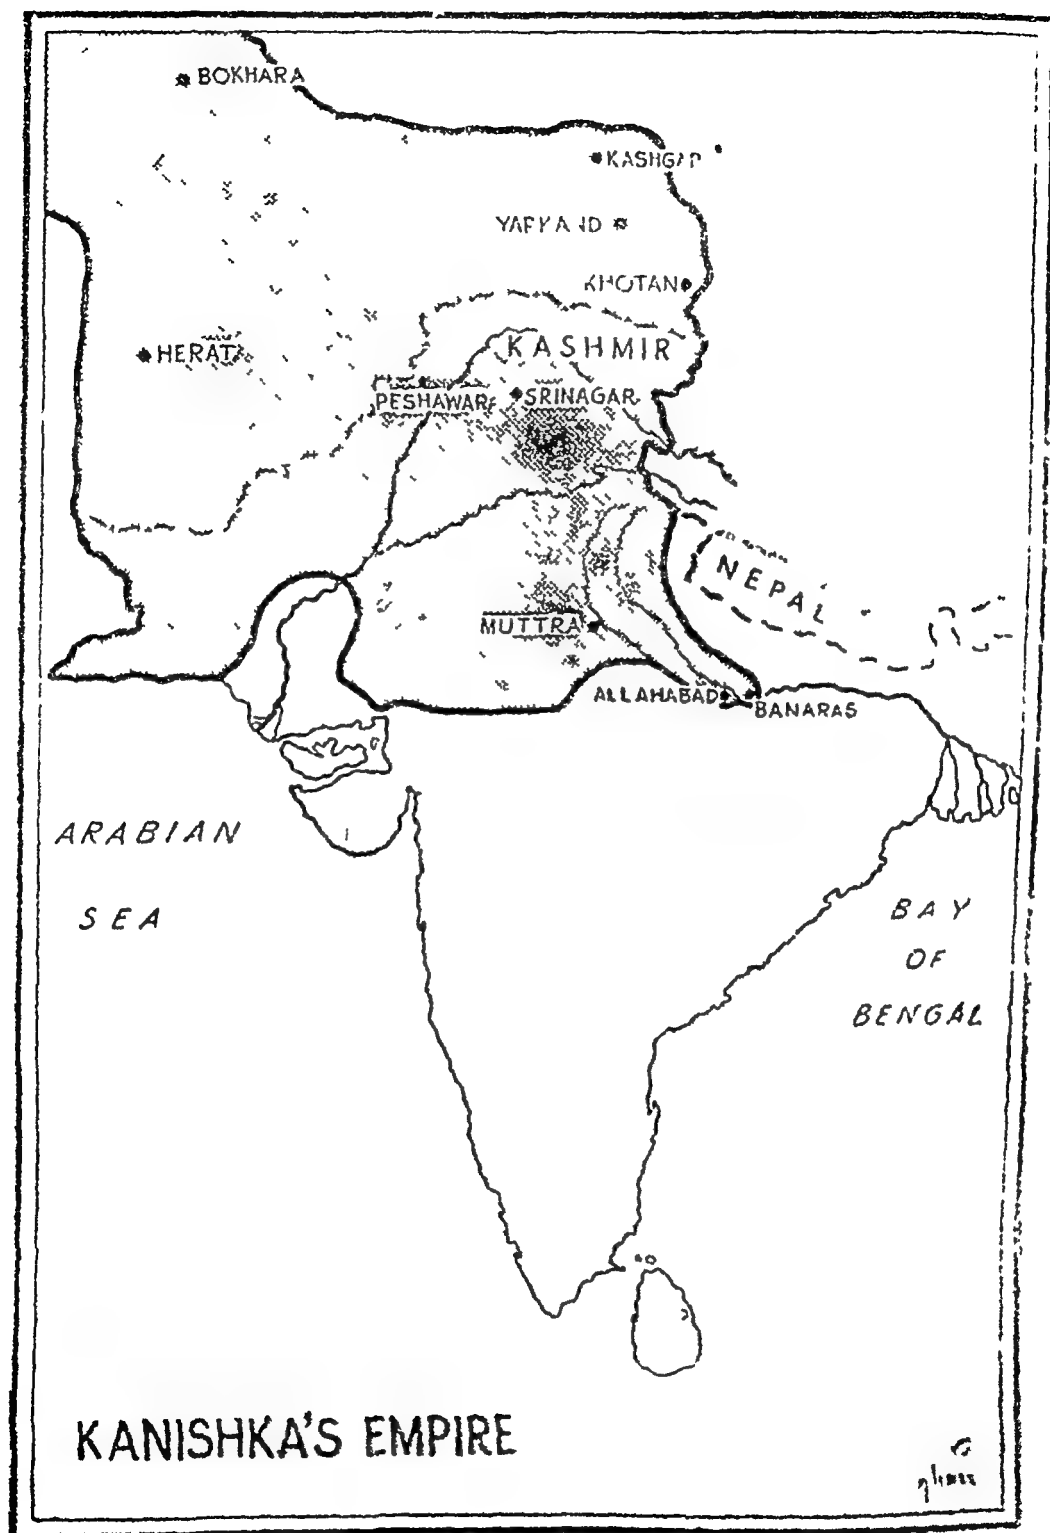 BOKHARA
KASHGAR
YARKAND
KHOTAN
KASHMIR
HERAT
PESHAWAR
SRINAGAR
NEPAL
MUTTRA
ALLAHABAD
BANARAS
ARABIAN
SEA
BAY
OF
BENGAL
KANISHKA'S EMPIRE